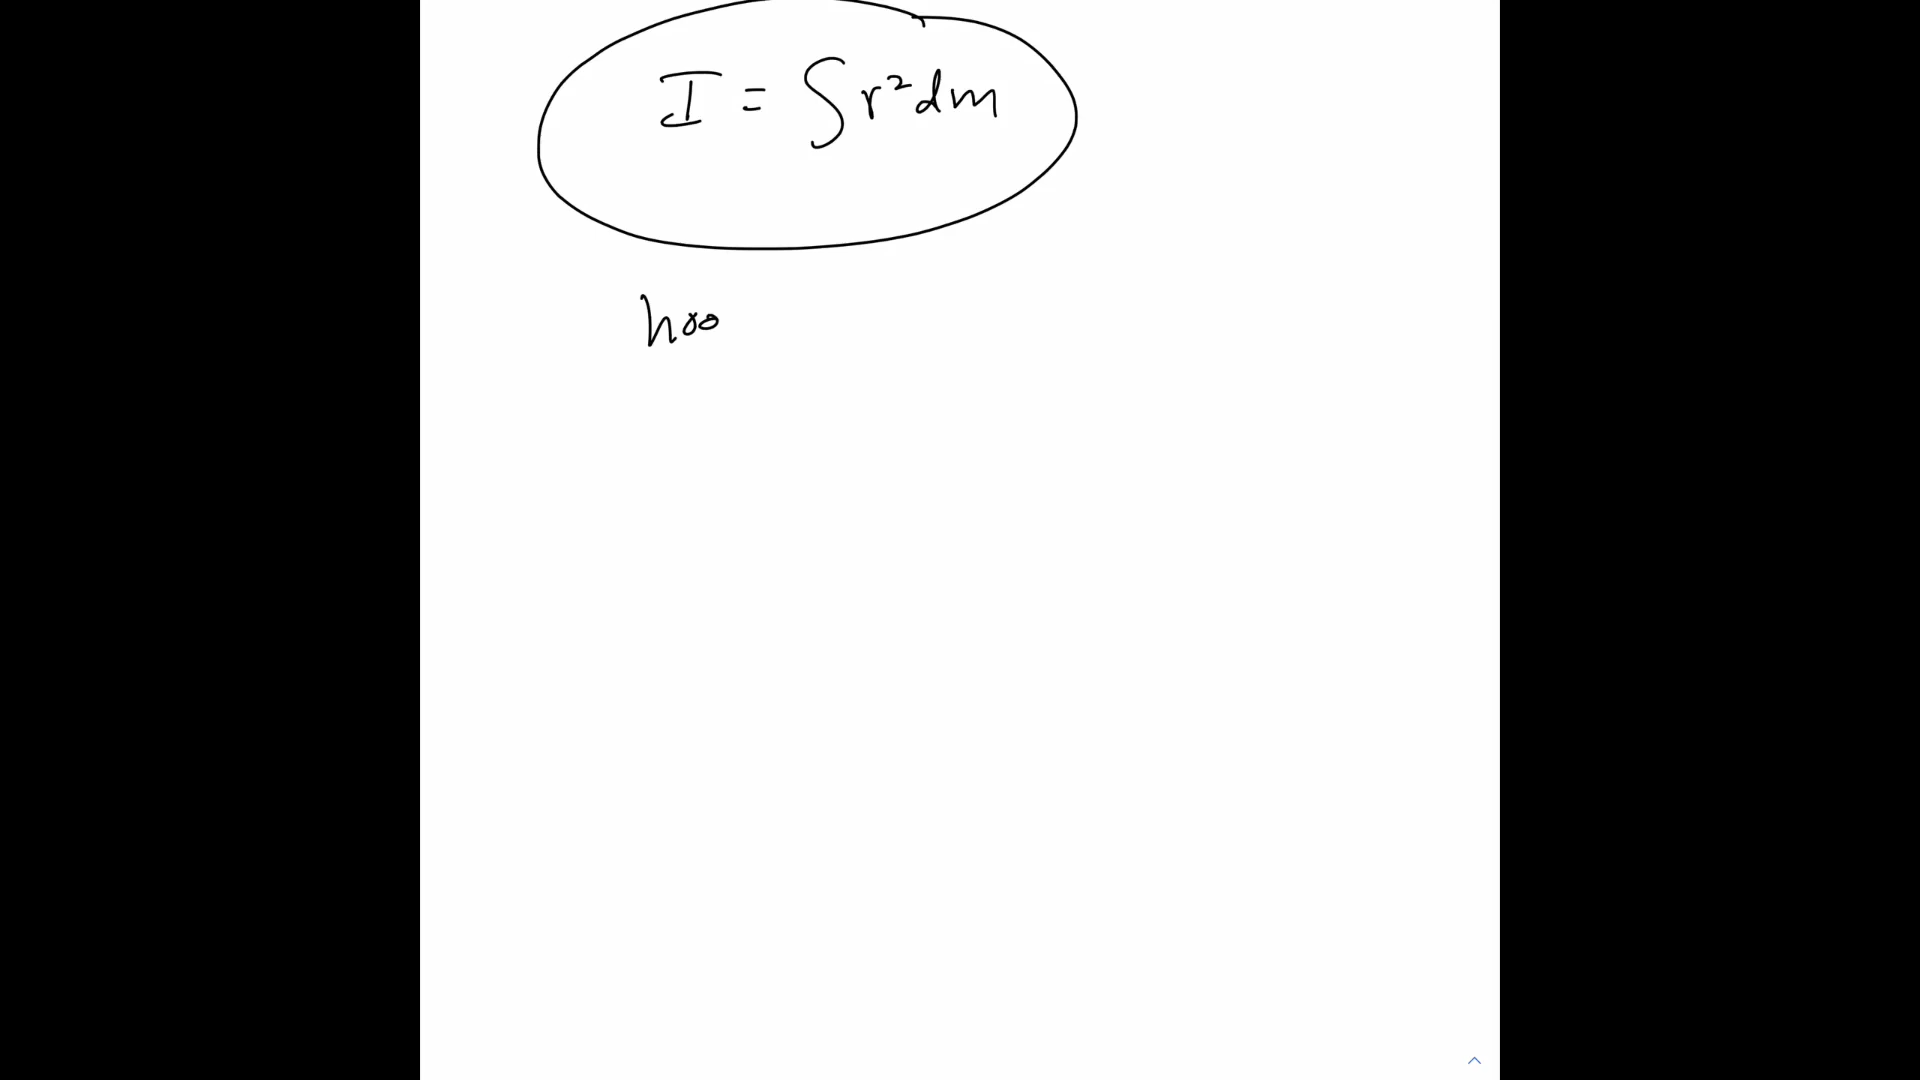 I = ∫r²dm
hoo